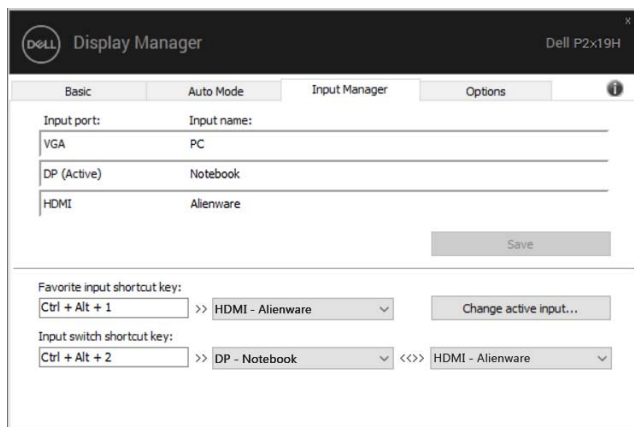 DELL Display Manager
x
Dell P2x19H
Basic Auto Mode Input Manager Options i
Input port: Input name:
VGA PC
DP (Active) Notebook
HDMI Alienware
Save
Favorite input shortcut key:
Ctrl + Alt + 1 >> HDMI - Alienware Change active input...
Input switch shortcut key:
Ctrl + Alt + 2 >> DP - Notebook <<>> HDMI - Alienware